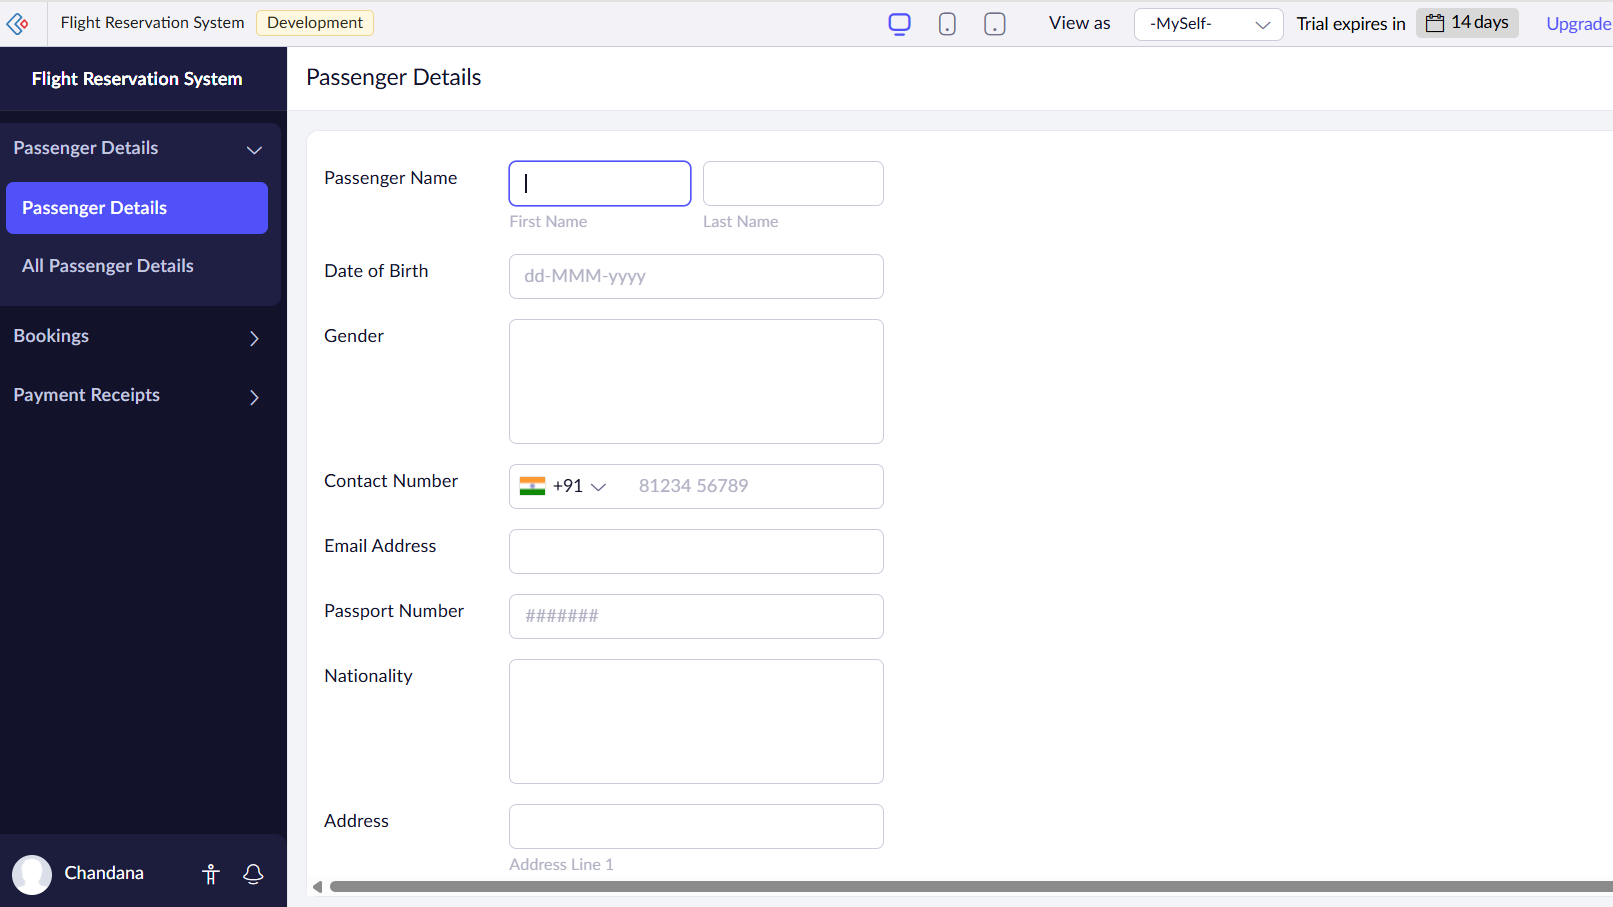 Flight Reservation System Development View as -MySelf- Trial expires in 14 days Upgrade
Flight Reservation System
Passenger Details
Passenger Details
All Passenger Details
Bookings
Payment Receipts
Chandana
Passenger Details
Passenger Name
First Name Last Name
Date of Birth dd-MMM-yyyy
Gender
Contact Number +91 81234 56789
Email Address
Passport Number #######
Nationality
Address
Address Line 1